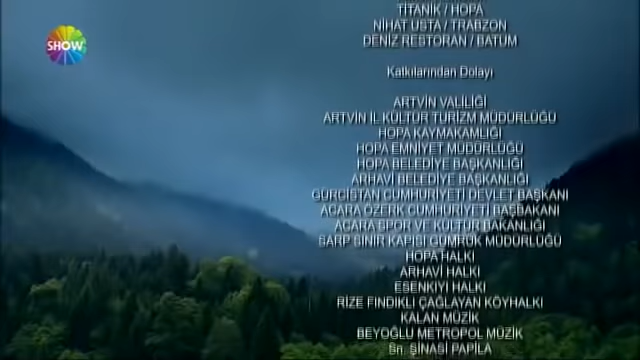 SHOW
TİTANİK / HOPA
NİHAT USTA / TRABZON
DENİZ RESTORAN / BATUM
Katkılarından Dolayı
ARTVİN VALİLİĞİ
ARTVİN İL KÜLTÜR TURİZM MÜDÜRLÜĞÜ
HOPA KAYMAKAMLIĞI
HOPA EMNİYET MÜDÜRLÜĞÜ
HOPA BELEDİYE BAŞKANLIĞI
ARHAVİ BELEDİYE BAŞKANLIĞI
GÜRCİSTAN CUMHURİYETİ DEVLET BAŞKANI
ACARA ÖZERK CUMHURİYETİ BAŞBAKANI
ACARA SPOR VE KÜLTÜR BAKANLIĞI
SARP SINIR KAPISI GÜMRÜK MÜDÜRLÜĞÜ
HOPA HALKI
ARHAVİ HALKI
ESENKIYI HALKI
RİZE FINDIKLI ÇAĞLAYAN KÖYHALKI
KALAN MÜZİK
BEYOĞLU METROPOL MÜZİK
Bn. ŞİNASİ PAPİLA